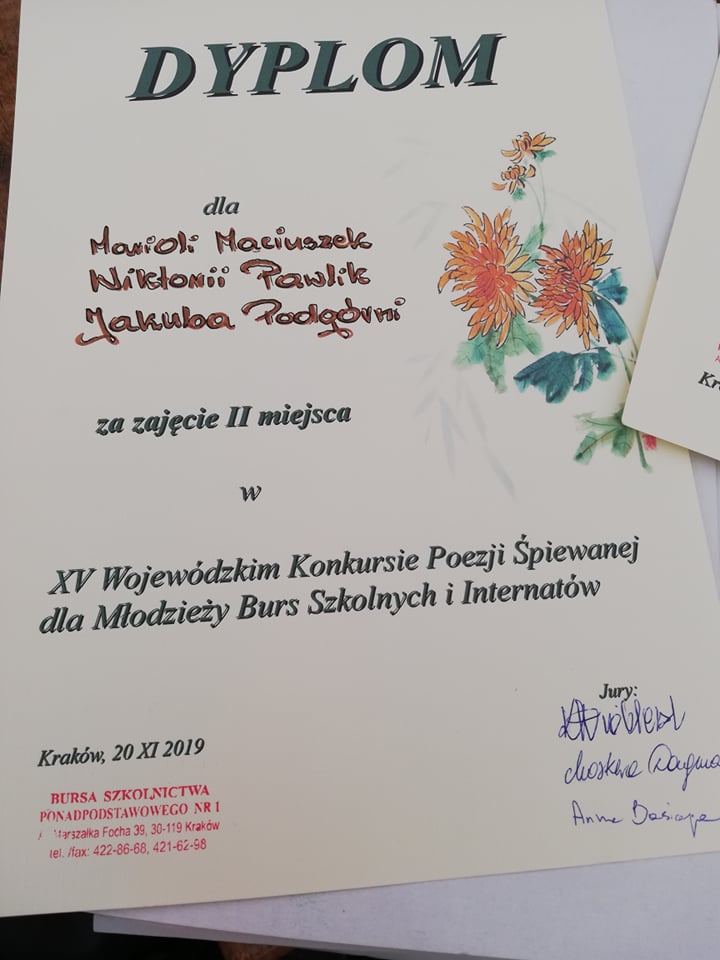 DYPLOM
dla
Marioli Maciuszek
Wiktorii Pawlik
Jakuba Podgórni
za zajęcie II miejsca
w
XV Wojewódzkim Konkursie Poezji Śpiewanej
dla Młodzieży Burs Szkolnych i Internatów
Jury:
Kraków, 20 XI 2019
BURSA SZKOLNICTWA
PONADPODSTAWOWEGO NR 1
Marszałka Focha 39, 30-119 Kraków
tel. /fax: 422-86-68, 421-62-98
Anna
Kr